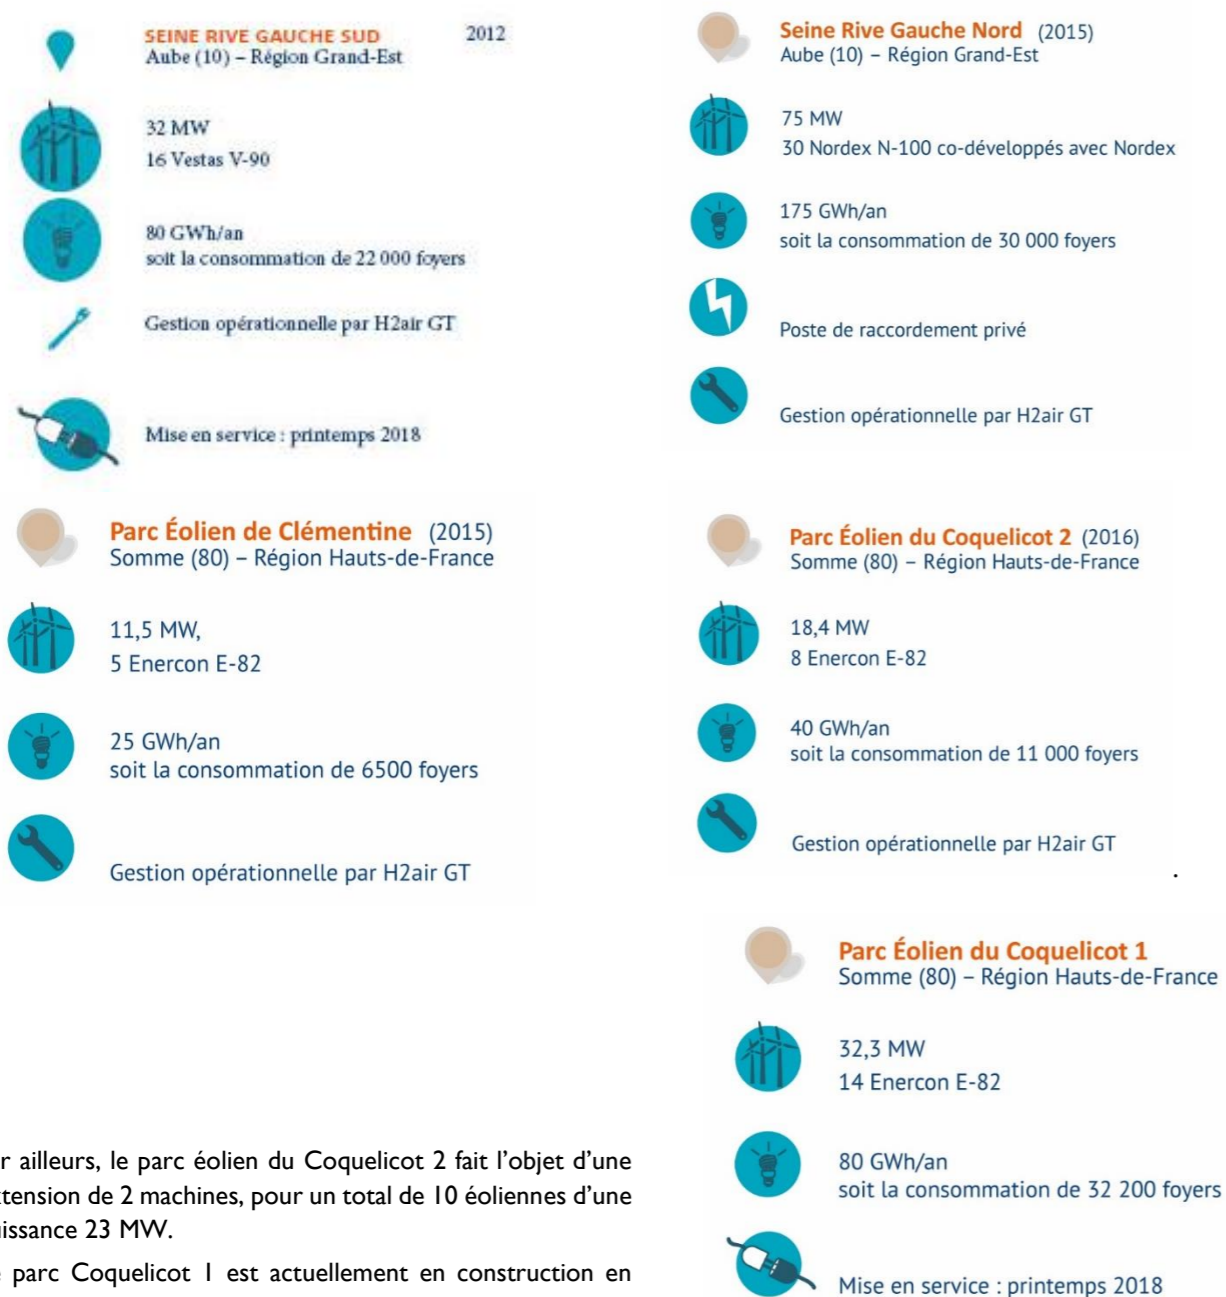 SEINE RIVE GAUCHE SUD 2012
Aube (10) – Région Grand-Est
32 MW
16 Vestas V-90
80 GWh/an
soit la consommation de 22 000 foyers
Gestion opérationnelle par H2air GT
Mise en service : printemps 2018
Seine Rive Gauche Nord (2015)
Aube (10) – Région Grand-Est
75 MW
30 Nordex N-100 co-développés avec Nordex
175 GWh/an
soit la consommation de 30 000 foyers
Poste de raccordement privé
Gestion opérationnelle par H2air GT
Parc Éolien de Clémentine (2015)
Somme (80) – Région Hauts-de-France
11,5 MW,
5 Enercon E-82
25 GWh/an
soit la consommation de 6500 foyers
Gestion opérationnelle par H2air GT
Parc Éolien du Coquelicot 2 (2016)
Somme (80) – Région Hauts-de-France
18,4 MW
8 Enercon E-82
40 GWh/an
soit la consommation de 11 000 foyers
Gestion opérationnelle par H2air GT
.
Parc Éolien du Coquelicot 1
Somme (80) – Région Hauts-de-France
32,3 MW
14 Enercon E-82
80 GWh/an
soit la consommation de 32 200 foyers
Mise en service : printemps 2018
r ailleurs, le parc éolien du Coquelicot 2 fait l'objet d'une
xtension de 2 machines, pour un total de 10 éoliennes d'une
uissance 23 MW.
e parc Coquelicot 1 est actuellement en construction en